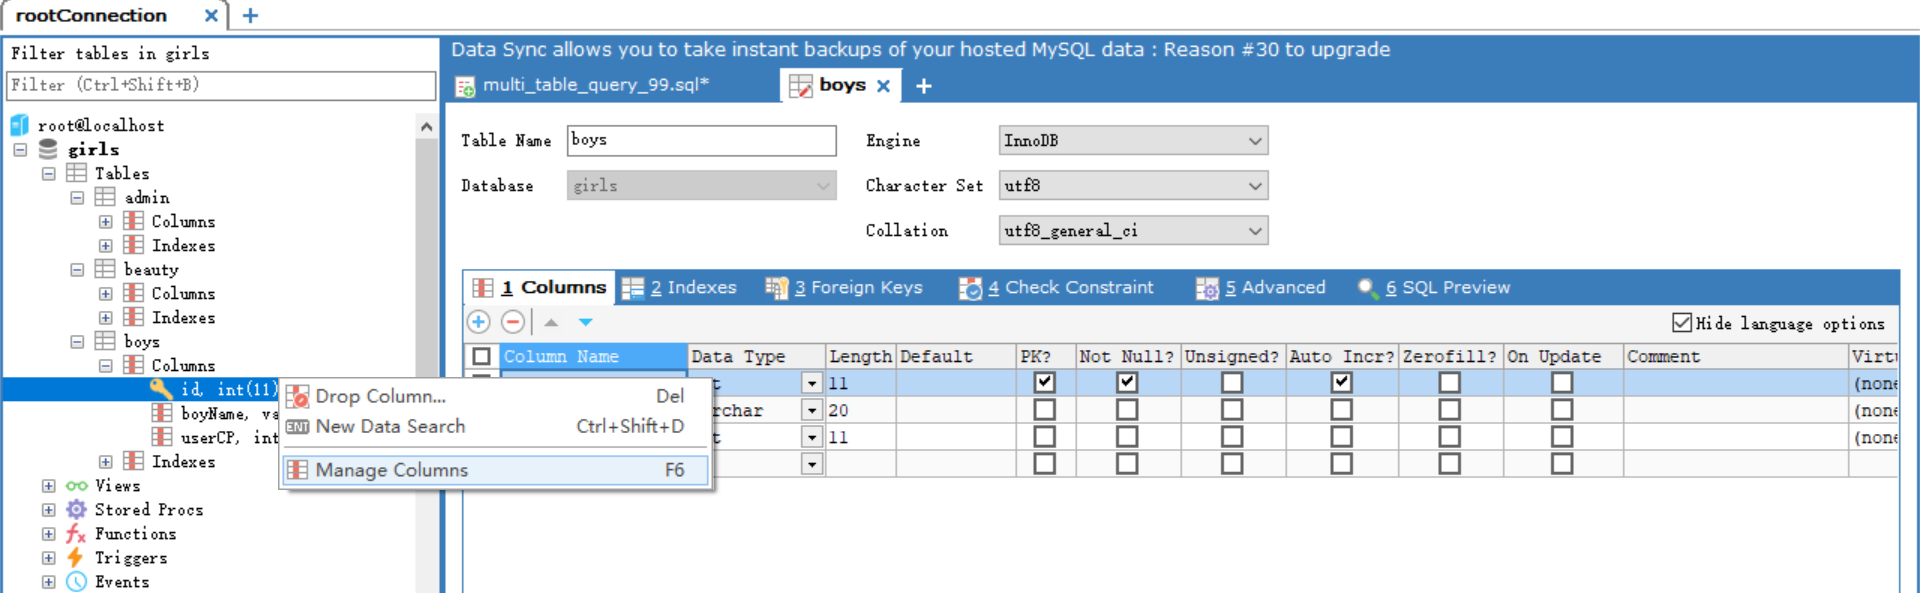 rootConnection
Filter tables in girls
Filter (Ctrl+Shift+B)
root@localhost
girls
Tables
admin
Columns
Indexes
beauty
Columns
Indexes
boys
Columns
id, int(11)
boyName, va
userCP, int
Indexes
Views
Stored Procs
Functions
Triggers
Events
Drop Column... Del
New Data Search Ctrl+Shift+D
Manage Columns F6
Data Sync allows you to take instant backups of your hosted MySQL data : Reason #30 to upgrade
multi_table_query_99.sql* boys
Table Name boys Engine InnoDB
Database girls Character Set utf8
Collation utf8_general_ci
1 Columns 2 Indexes 3 Foreign Keys 4 Check Constraint 5 Advanced 6 SQL Preview
Hide language options
Column Name Data Type Length Default PK? Not Null? Unsigned? Auto Incr? Zerofill? On Update Comment Virtu
t 11 (none
rchar 20 (none
t 11 (none